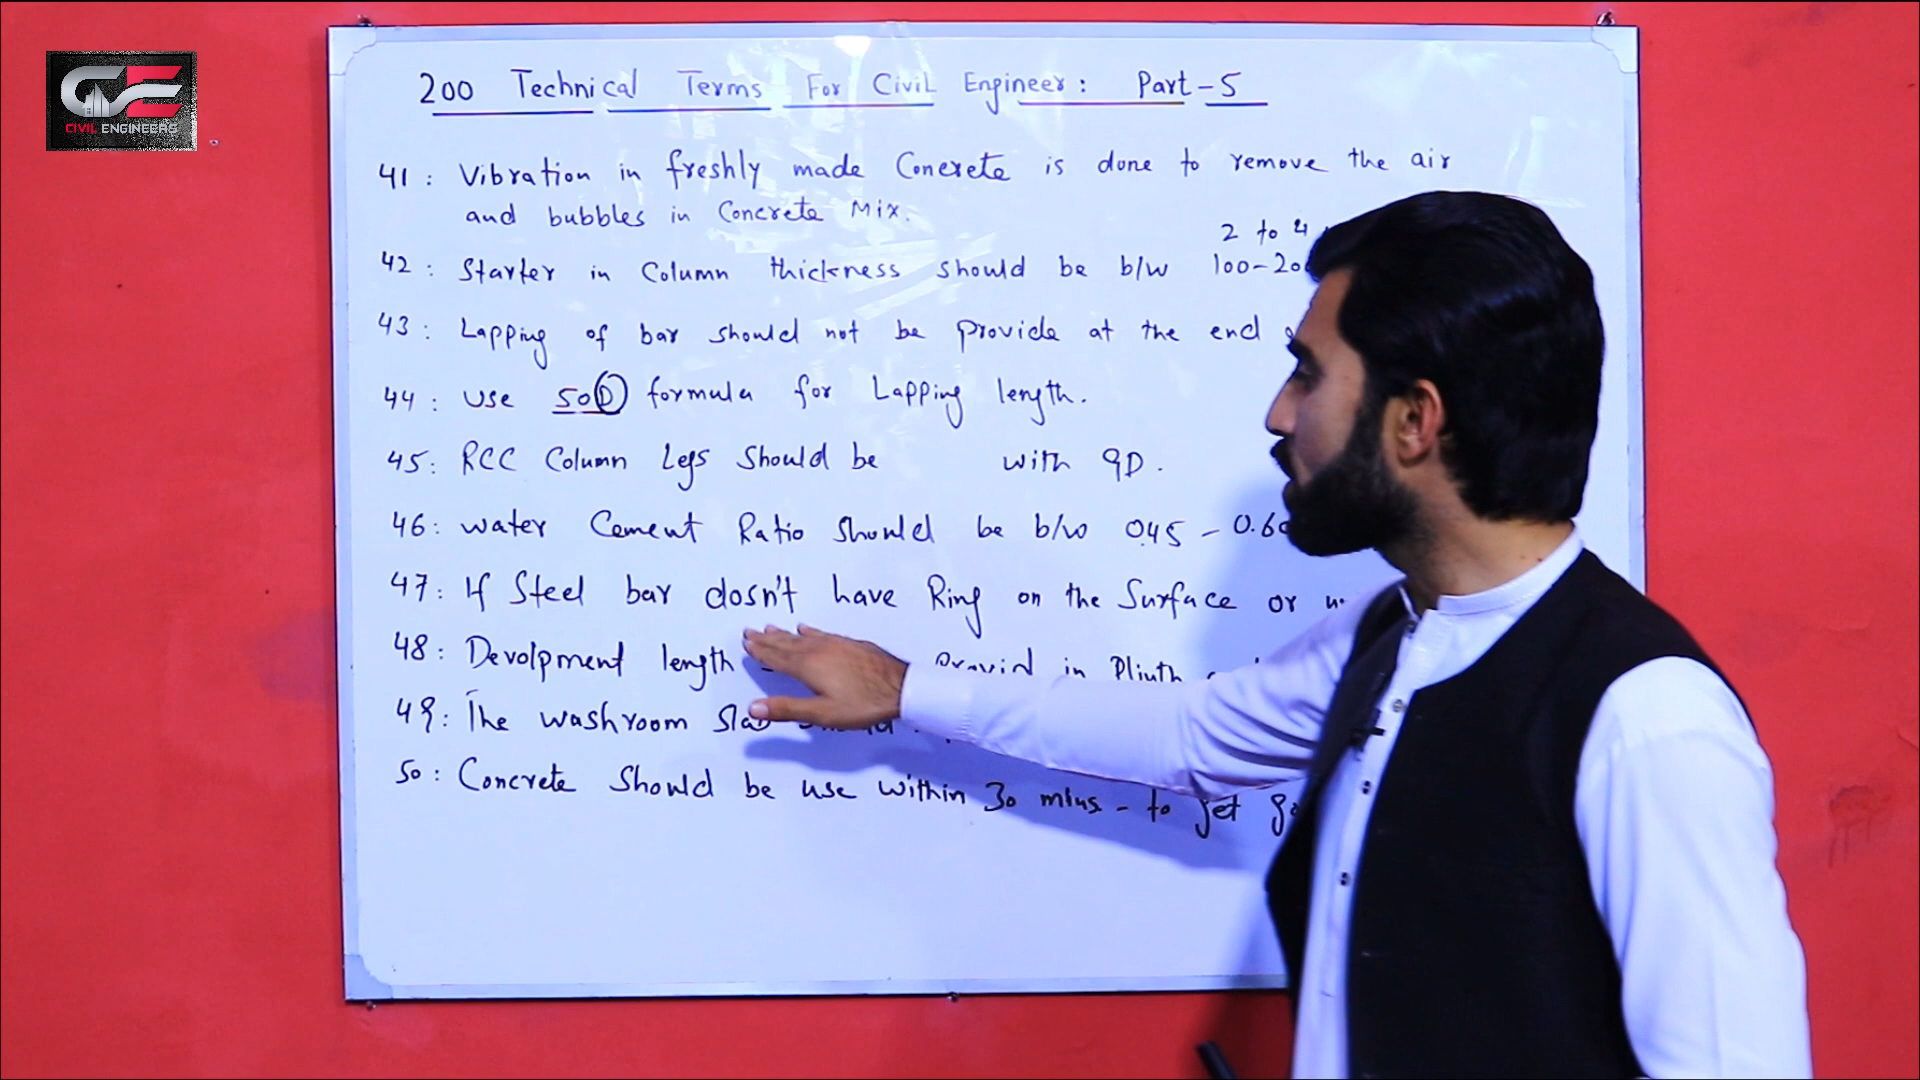 CIVIL ENGINEERS
200 Technical Terms For Civil Engineer: Part-5
41: Vibration in freshly made Concrete is done to remove the air
and bubbles in Concrete Mix.
2 to 4
42: Starter in Column thickness should be b/w 100-200
43: Lapping of bar should not be provide at the end
44: Use 50D formula for Lapping length.
45: RCC Column Legs Should be with 9D.
46: water Cement Ratio Should be b/w 0.45 - 0.60
47: If Steel bar dosn't have Ring on the Surface or
48: Devolpment length in Plinth
49: The washroom Slab
50: Concrete Should be use within 30 mins - to get